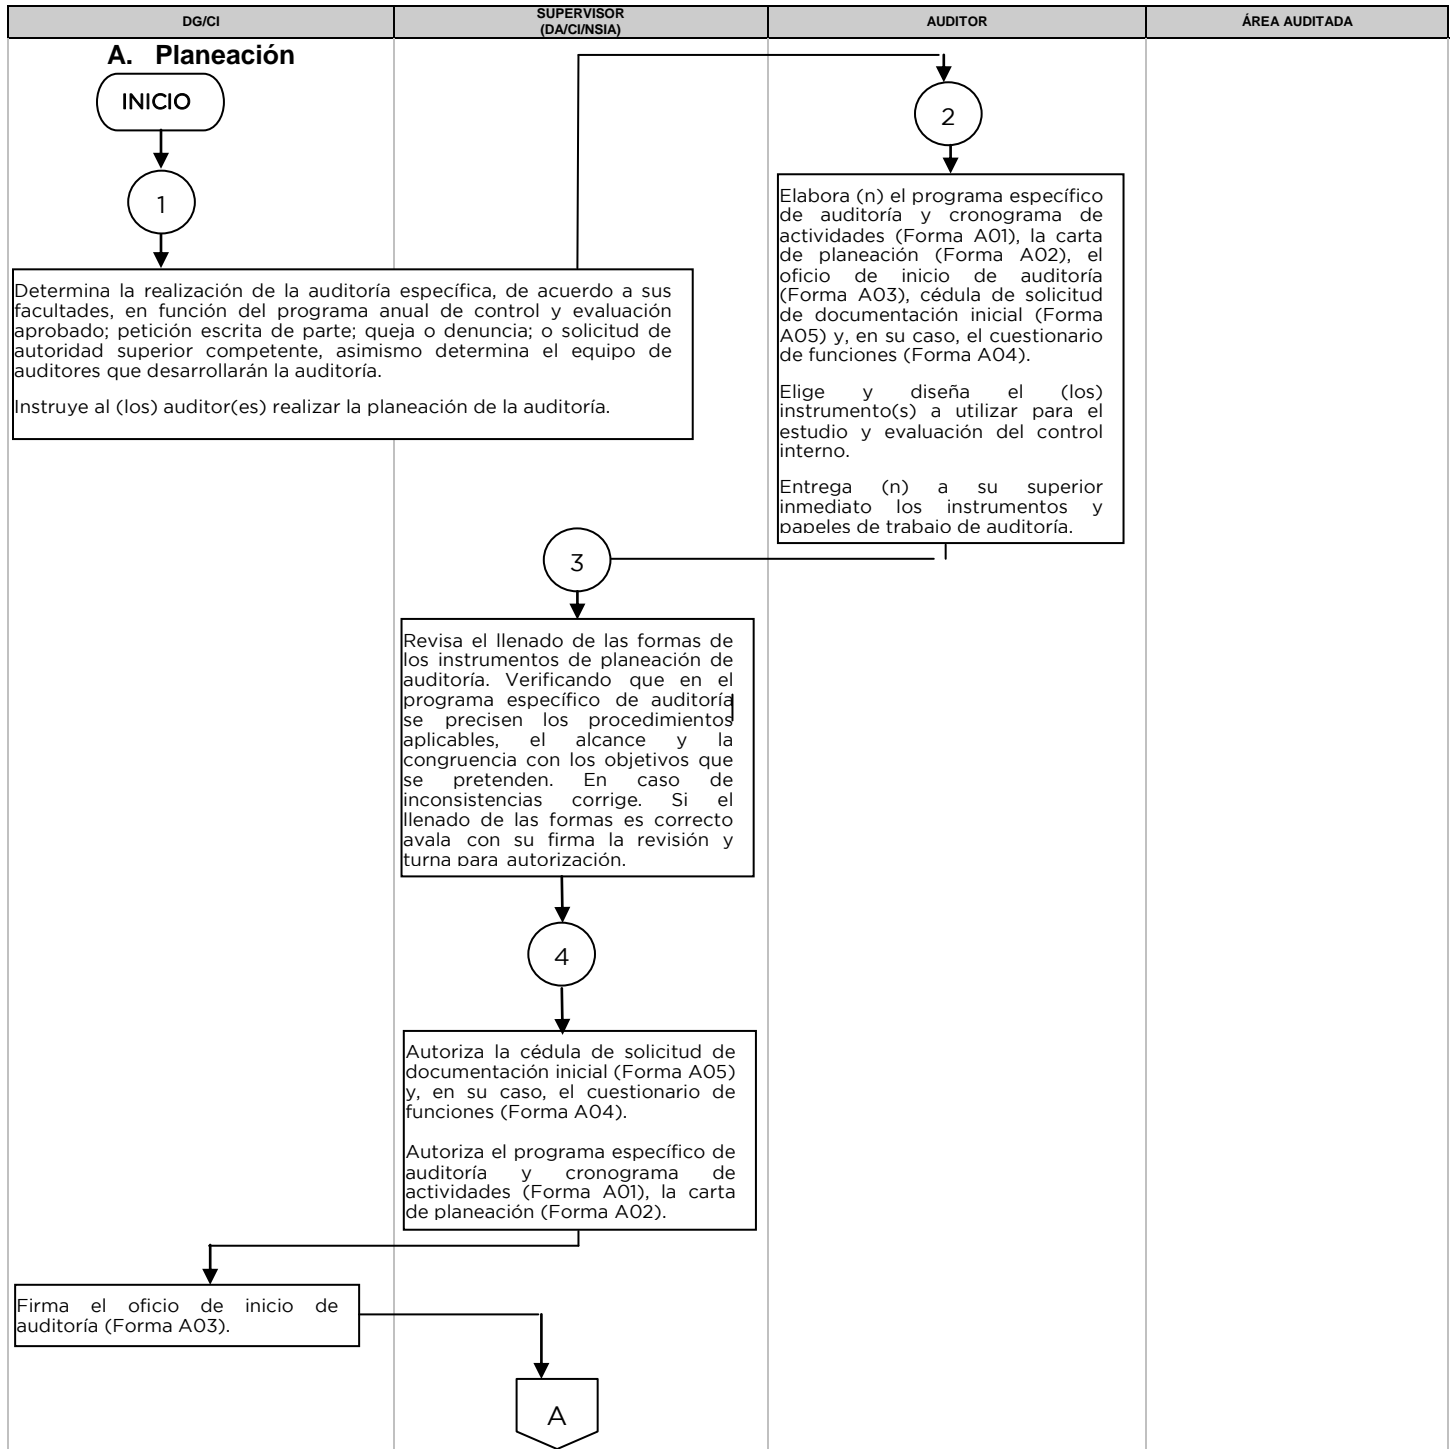 DG/CI
SUPERVISOR
(DA/CI/NSIA)
AUDITOR
ÁREA AUDITADA
A. Planeación
INICIO
1
Determina la realización de la auditoría específica, de acuerdo a sus
facultades, en función del programa anual de control y evaluación
aprobado; petición escrita de parte; queja o denuncia; o solicitud de
autoridad superior competente, asimismo determina el equipo de
auditores que desarrollarán la auditoría.
Instruye al (los) auditor(es) realizar la planeación de la auditoría.
2
Elabora (n) el programa específico
de auditoría y cronograma de
actividades (Forma A01), la carta
de planeación (Forma A02), el
oficio de inicio de auditoría
(Forma A03), cédula de solicitud
de documentación inicial (Forma
A05) y, en su caso, el cuestionario
de funciones (Forma A04).
Elige y diseña el (los)
instrumento(s) a utilizar para el
estudio y evaluación del control
interno.
Entrega (n) a su superior
inmediato los instrumentos y
papeles de trabajo de auditoría.
3
Revisa el llenado de las formas de
los instrumentos de planeación de
auditoría. Verificando que en el
programa específico de auditoría
se precisen los procedimientos
aplicables, el alcance y la
congruencia con los objetivos que
se pretenden. En caso de
inconsistencias corrige. Si el
llenado de las formas es correcto
avala con su firma la revisión y
turna para autorización.
4
Autoriza la cédula de solicitud de
documentación inicial (Forma A05)
y, en su caso, el cuestionario de
funciones (Forma A04).
Autoriza el programa específico de
auditoría y cronograma de
actividades (Forma A01), la carta
de planeación (Forma A02).
Firma el oficio de inicio de
auditoría (Forma A03).
A